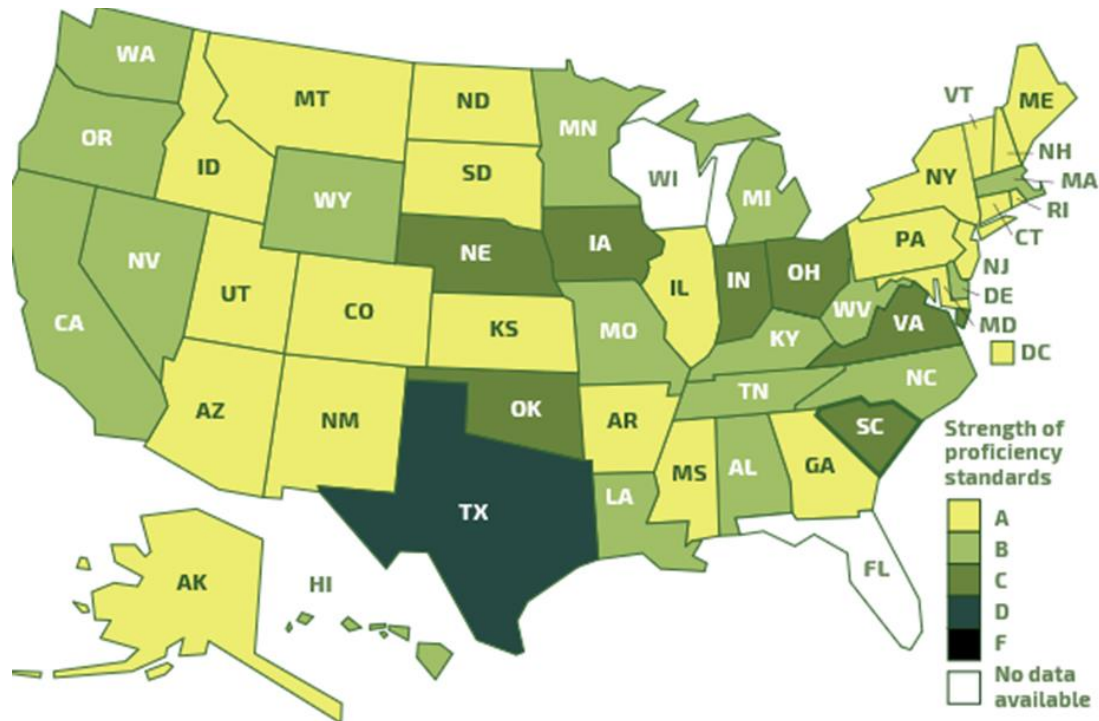 WA
MT
ND
MN
VT
ME
OR
ID
SD
WI
MI
NY
NH
MA
WY
RI
NE
IA
PA
CT
NV
UT
CO
IL
IN
OH
NJ
DE
CA
KS
MO
WV
VA
MD
KY
DC
AZ
NM
OK
AR
TN
NC
SC
MS
AL
GA
TX
LA
FL
AK
HI
Strength of
proficiency
standards
A
B
C
D
F
No data
available